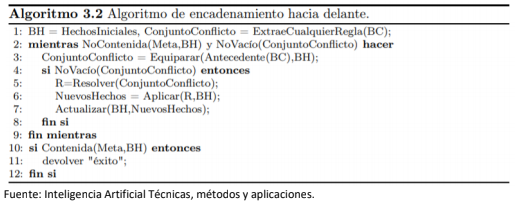 Algoritmo 3.2 Algoritmo de encadenamiento hacia delante.
1: BH = HechosIniciales, ConjuntoConflicto = ExtraeCualquierRegla(BC);
2: mientras NoContenida(Meta,BH) y NoVacío(ConjuntoConflicto) hacer
3: ConjuntoConflicto = Equiparar(Antecedente(BC),BH);
4: si NoVacío(ConjuntoConflicto) entonces
5: R=Resolver(ConjuntoConflicto);
6: NuevosHechos = Aplicar(R,BH);
7: Actualizar(BH,NuevosHechos);
8: fin si
9: fin mientras
10: si Contenida(Meta,BH) entonces
11: devolver "éxito";
12: fin si
Fuente: Inteligencia Artificial Técnicas, métodos y aplicaciones.